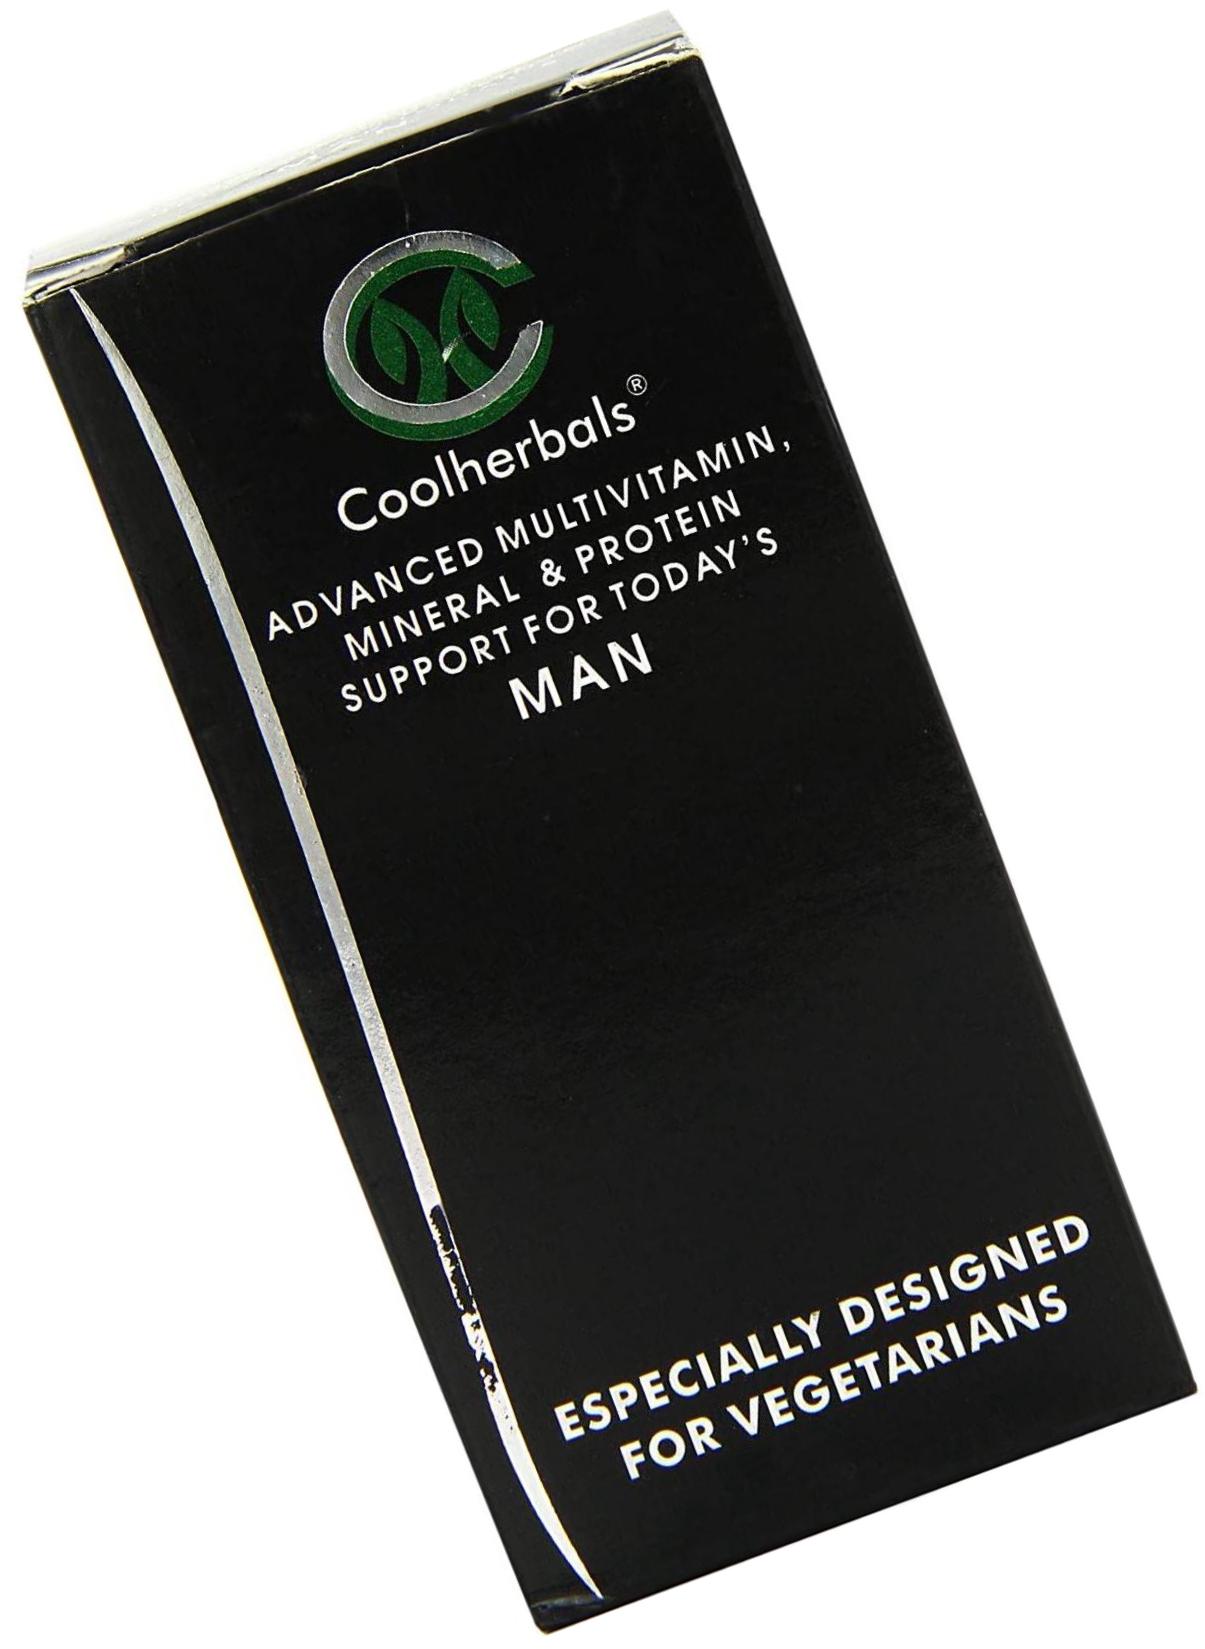 Coolherbals®
ADVANCED MULTIVITAMIN,
MINERAL & PROTEIN
SUPPORT FOR TODAY'S
MAN
ESPECIALLY DESIGNED
FOR VEGETARIANS